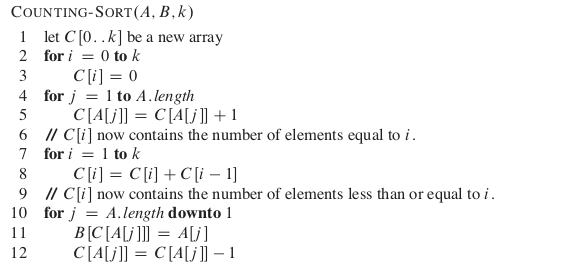 COUNTING-SORT(A, B, k)
1 let C[0..k] be a new array
2 for i = 0 to k
3 C[i] = 0
4 for j = 1 to A.length
5 C[A[j]] = C[A[j]] + 1
6 // C[i] now contains the number of elements equal to i.
7 for i = 1 to k
8 C[i] = C[i] + C[i − 1]
9 // C[i] now contains the number of elements less than or equal to i.
10 for j = A.length downto 1
11 B[C[A[j]]] = A[j]
12 C[A[j]] = C[A[j]] − 1